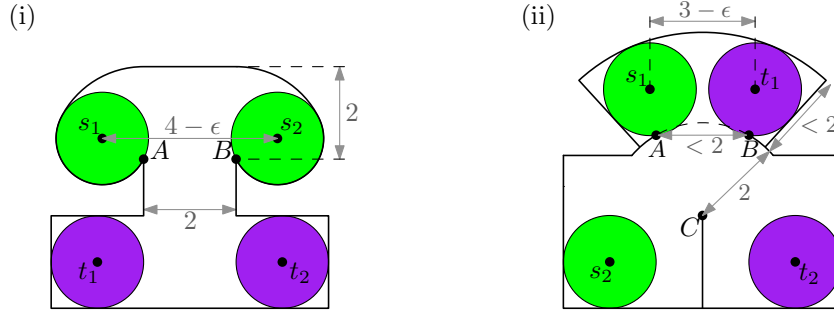 (i)
s₁
4 − ϵ
s₂
2
A
B
2
t₁
t₂
(ii)
3 − ϵ
s₁
t₁
< 2
A
< 2
B
2
C
s₂
t₂